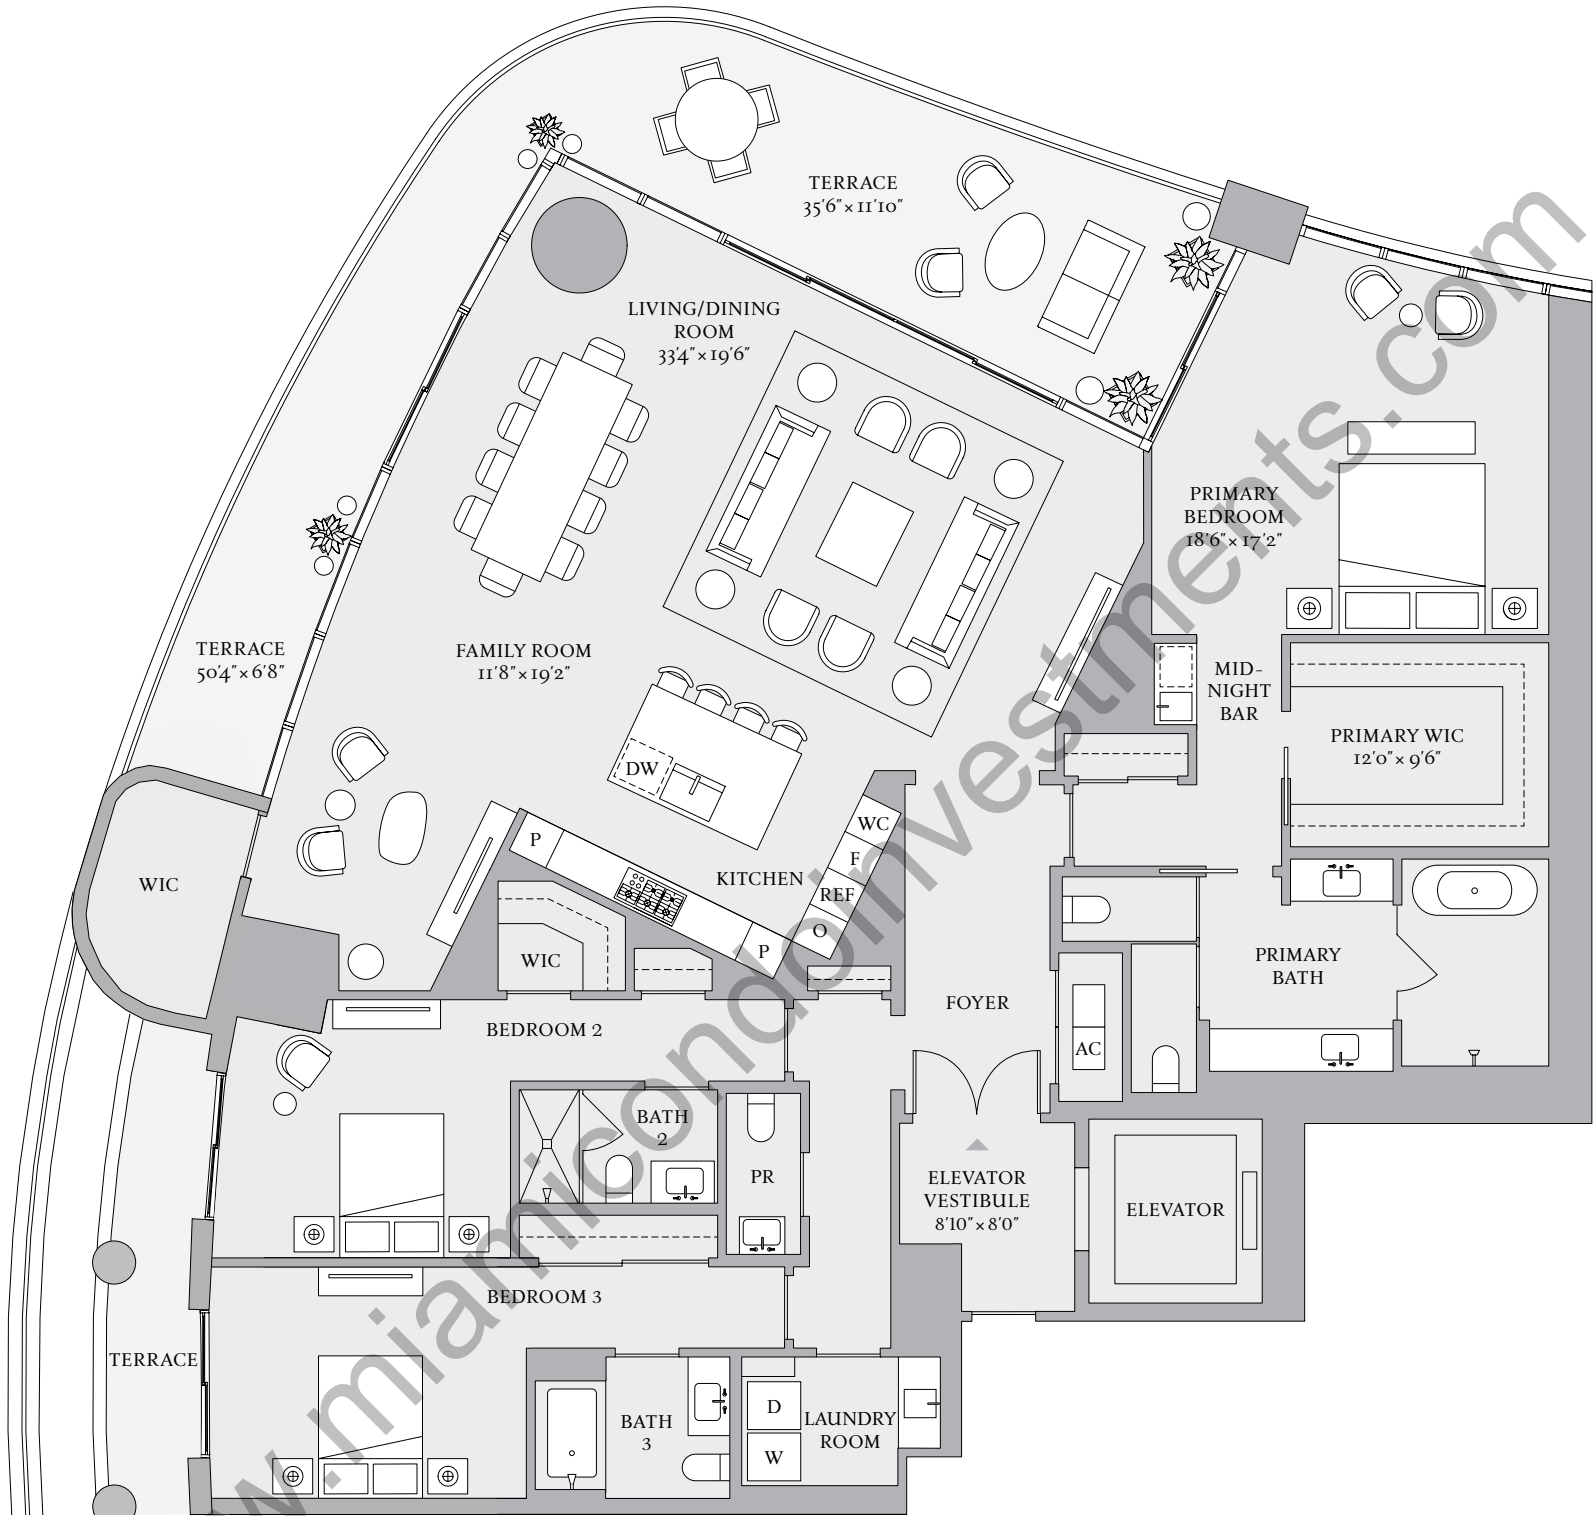 TERRACE
35'6"×11'10"
LIVING/DINING
ROOM
33'4"×19'6"
PRIMARY
BEDROOM
18'6"×17'2"
TERRACE
50'4"×6'8"
FAMILY ROOM
11'8"×19'2"
MID-
NIGHT
BAR
PRIMARY WIC
12'0"×9'6"
DW
P
WC
F
REF
O
KITCHEN
P
WIC
WIC
PRIMARY
BATH
FOYER
BEDROOM 2
AC
BATH
2
PR
ELEVATOR
VESTIBULE
8'10"×8'0"
ELEVATOR
BEDROOM 3
TERRACE
BATH
3
D
W
LAUNDRY
ROOM
w.miamicondoinvestments.com